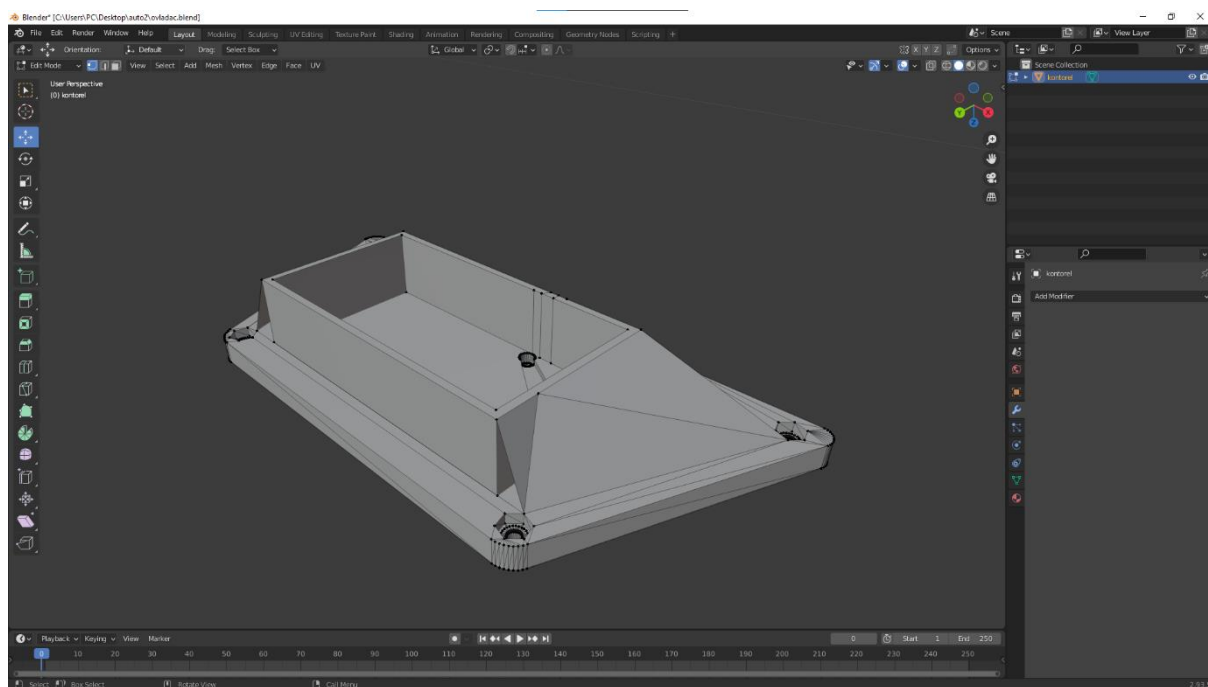 Blender* [C:\Users\PC\Desktop\auto2\ovladac.blend]
File Edit Render Window Help Layout Modeling Sculpting UV Editing Texture Paint Shading Animation Rendering Compositing Geometry Nodes Scripting + Scene View Layer
Orientation: Default Drag: Select Box Global X Y Z Options
Edit Mode View Select Add Mesh Vertex Edge Face UV
Scene Collection
kontorel
User Perspective
(0) kontorel
X
Y
Z
kontorel
Add Modifier
Playback Keying View Marker 0 Start 1 End 250
0 10 20 30 40 50 60 70 80 90 100 110 120 130 140 150 160 170 180 190 200 210 220 230 240 250
Select Box Select Rotate View Call Menu